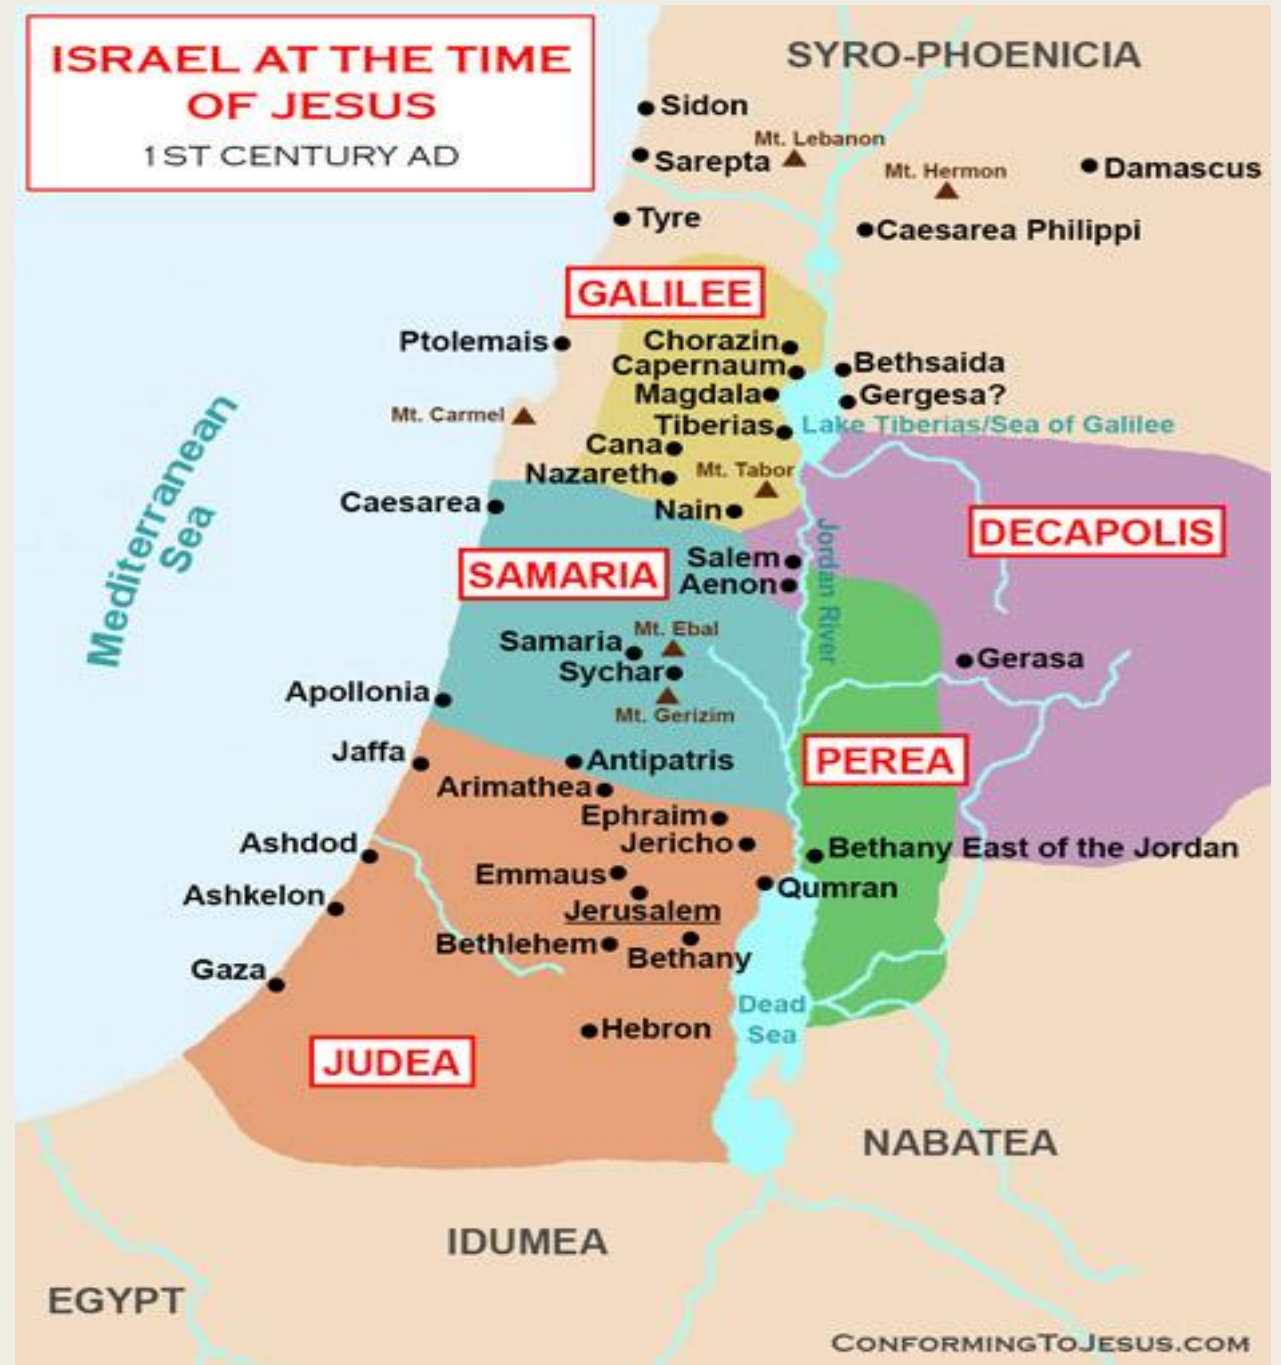 ISRAEL AT THE TIME
OF JESUS
1ST CENTURY AD
SYRO-PHOENICIA
Sidon
Mt. Lebanon
Sarepta
Mt. Hermon
Damascus
Tyre
Caesarea Philippi
GALILEE
Ptolemais
Chorazin
Capernaum
Bethsaida
Magdala
Gergesa?
Mt. Carmel
Tiberias
Lake Tiberias/Sea of Galilee
Cana
Nazareth
Mt. Tabor
Caesarea
Nain
Mediterranean
Sea
DECAPOLIS
Jordan River
SAMARIA
Salem
Aenon
Mt. Ebal
Samaria
Sychar
Gerasa
Apollonia
Mt. Gerizim
Jaffa
Antipatris
PEREA
Arimathea
Ephraim
Jericho
Ashdod
Bethany East of the Jordan
Emmaus
Qumran
Ashkelon
Jerusalem
Bethlehem
Bethany
Gaza
Dead
Sea
Hebron
JUDEA
NABATEA
IDUMEA
EGYPT
CONFORMINGTOJESUS.COM